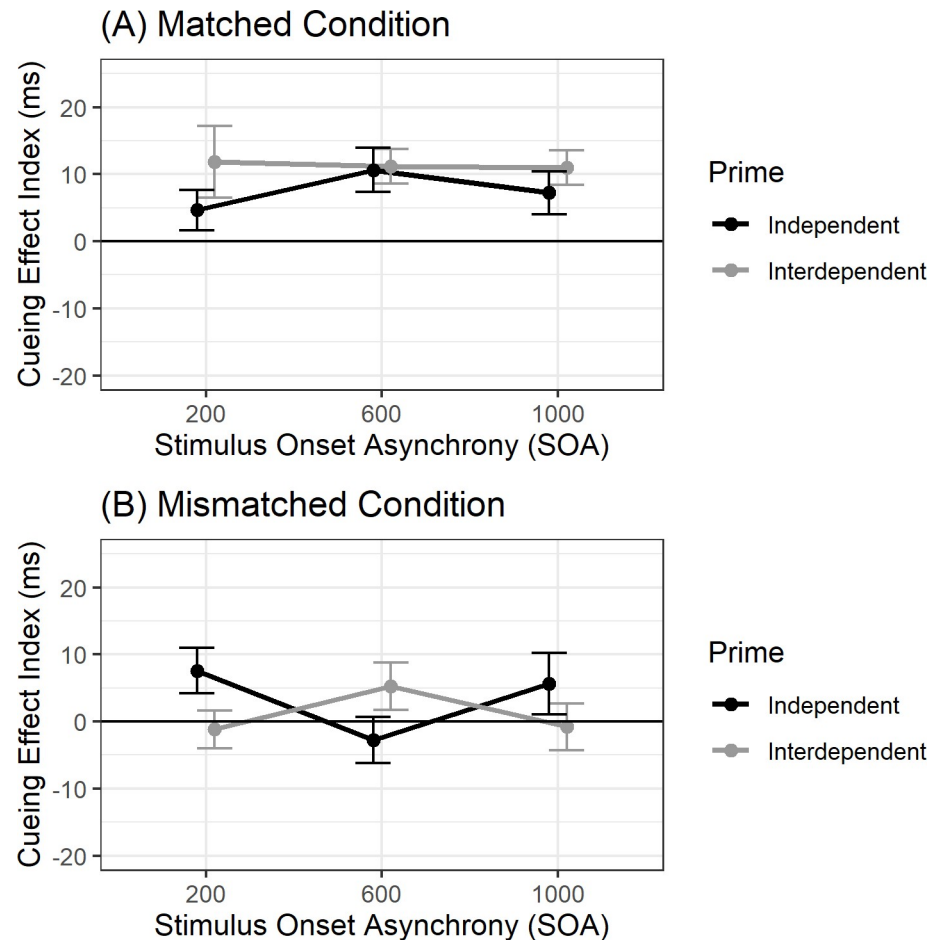 (A) Matched Condition
Cueing Effect Index (ms)
20
10
0
-10
-20
200 600 1000
Stimulus Onset Asynchrony (SOA)
Prime
Independent
Interdependent
(B) Mismatched Condition
Cueing Effect Index (ms)
20
10
0
-10
-20
200 600 1000
Stimulus Onset Asynchrony (SOA)
Prime
Independent
Interdependent